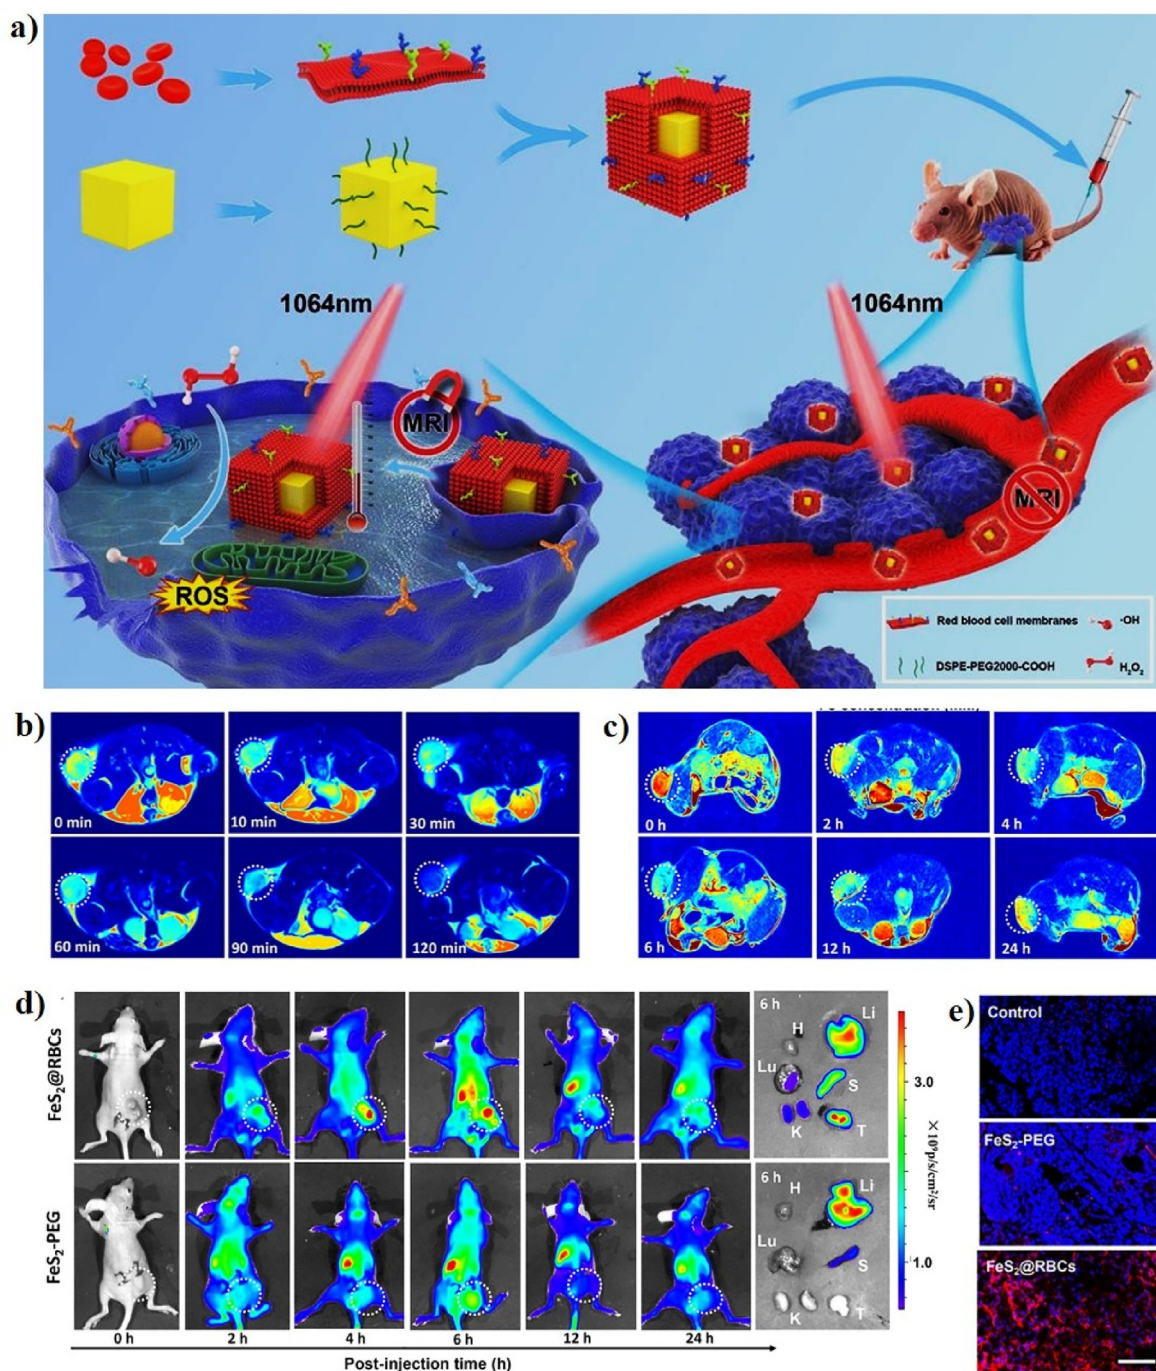 a)
1064nm
1064nm
MRI
MRI
ROS
Red blood cell membranes
·OH
DSPE-PEG2000-COOH
H₂O₂
b)
0 min
10 min
30 min
60 min
90 min
120 min
c)
0 h
2 h
4 h
6 h
12 h
24 h
d)
FeS₂@RBCs
6 h
H
Li
Lu
S
K
T
3.0
1.0
×10⁹p/s/cm²/sr
FeS₂-PEG
6 h
H
Li
Lu
S
K
T
0 h
2 h
4 h
6 h
12 h
24 h
Post-injection time (h)
e)
Control
FeS₂-PEG
FeS₂@RBCs